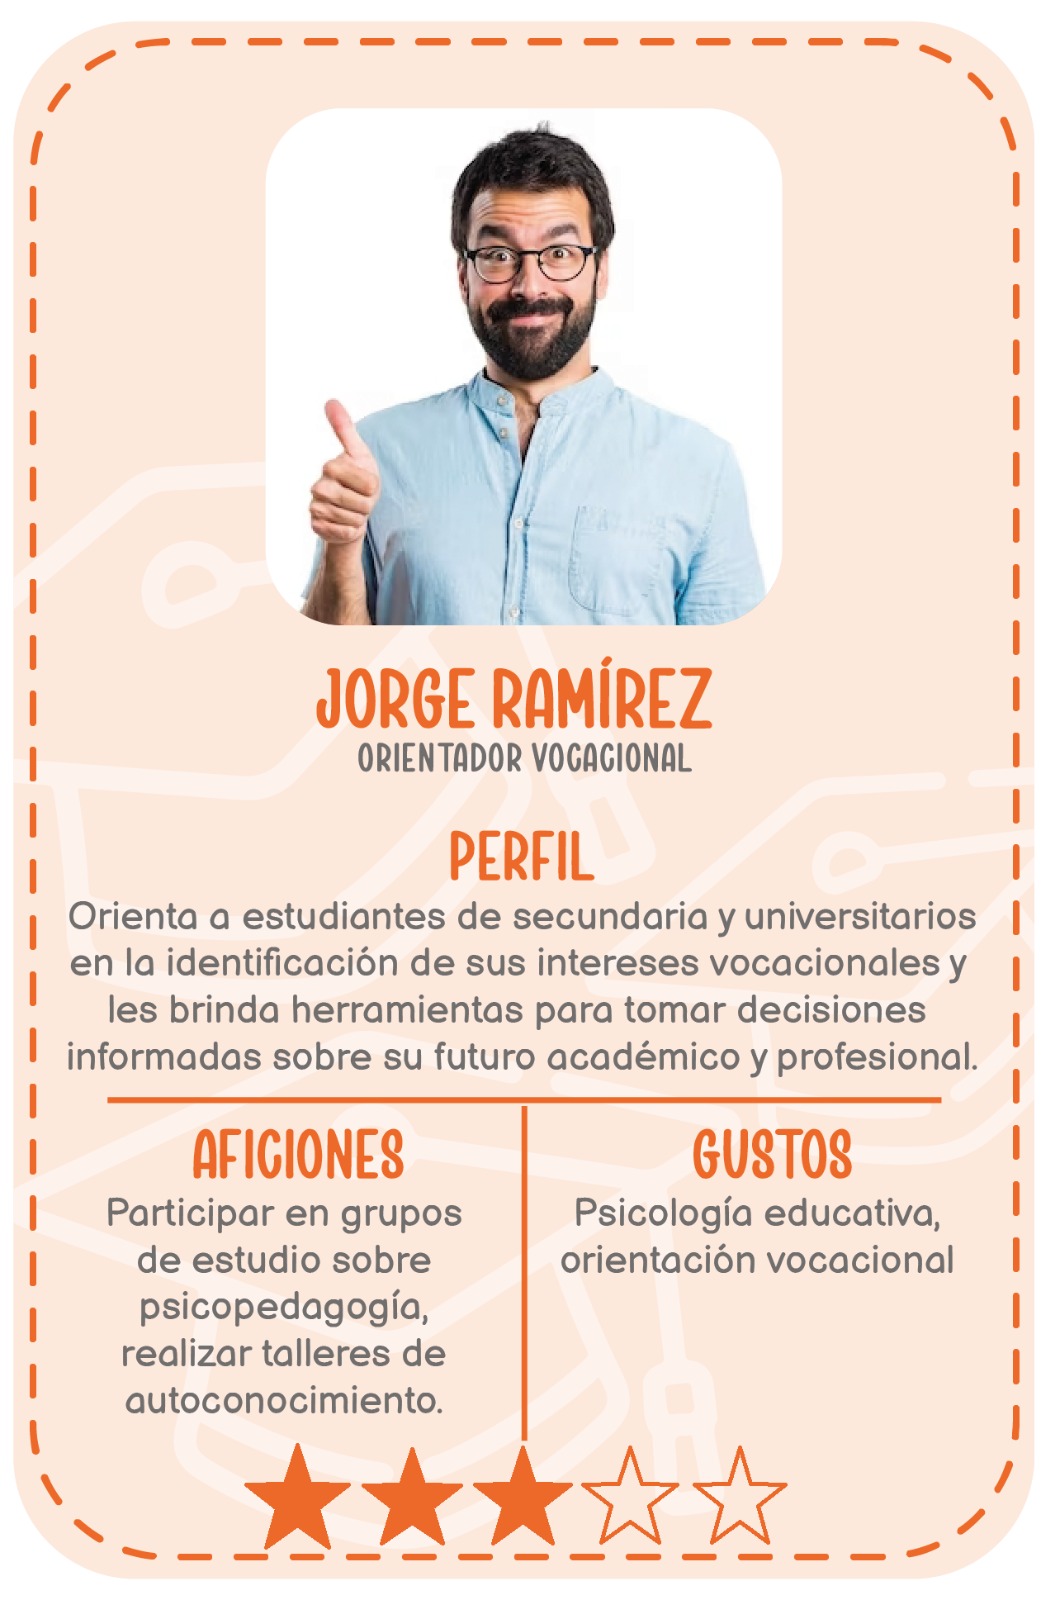 JORGE RAMÍREZ
ORIENTADOR VOCACIONAL
PERFIL
Orienta a estudiantes de secundaria y universitarios
en la identificación de sus intereses vocacionales y
les brinda herramientas para tomar decisiones
informadas sobre su futuro académico y profesional.
AFICIONES
Participar en grupos
de estudio sobre
psicopedagogía,
realizar talleres de
autoconocimiento.
GUSTOS
Psicología educativa,
orientación vocacional